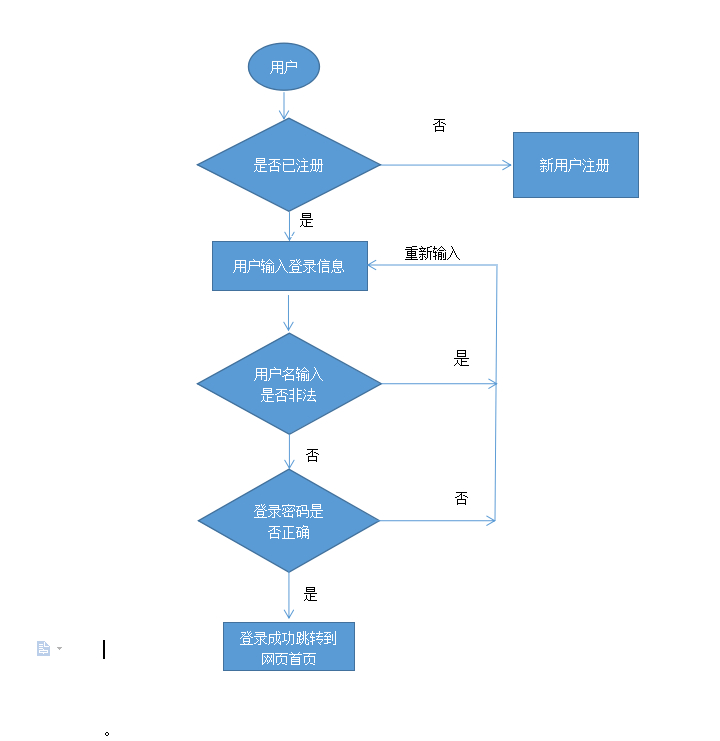 用户
否
是否已注册
新用户注册
是
重新输入
用户输入登录信息
是
用户名输入
是否非法
否
否
登录密码是
否正确
是
登录成功跳转到
网页首页
。